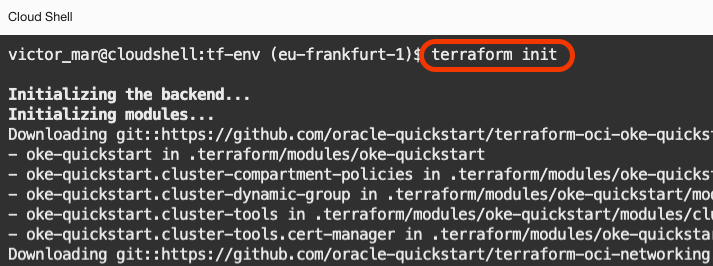 Cloud Shell
victor_mar@cloudshell:tf-env (eu-frankfurt-1)$ terraform init
Initializing the backend...
Initializing modules...
Downloading git::https://github.com/oracle-quickstart/terraform-oci-oke-quicks
- oke-quickstart in .terraform/modules/oke-quickstart
- oke-quickstart.cluster-compartment-policies in .terraform/modules/oke-quicks
- oke-quickstart.cluster-dynamic-group in .terraform/modules/oke-quickstart/mo
- oke-quickstart.cluster-tools in .terraform/modules/oke-quickstart/modules/cl
- oke-quickstart.cluster-tools.cert-manager in .terraform/modules/oke-quicksta
Downloading git::https://github.com/oracle-quickstart/terraform-oci-networking